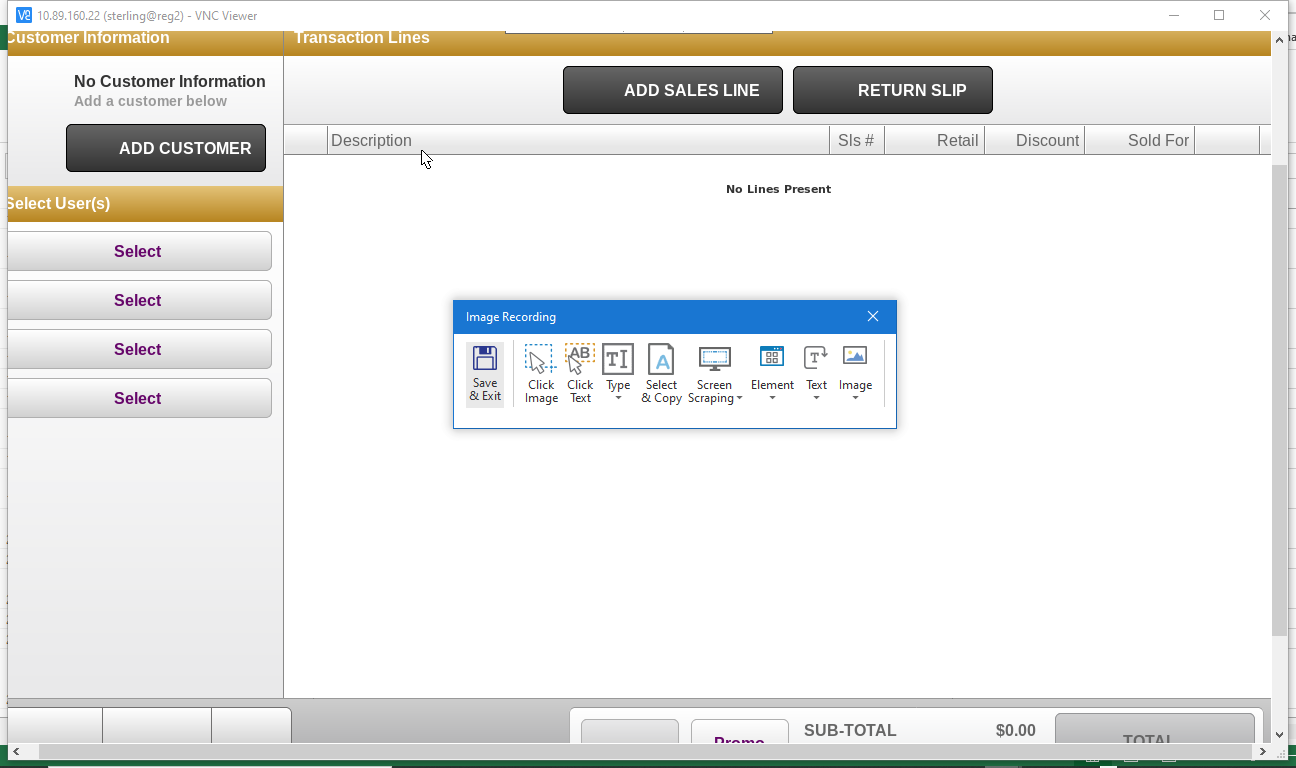 10.89.160.22 (sterling@reg2) - VNC Viewer
Customer Information
Transaction Lines
No Customer Information
Add a customer below
ADD CUSTOMER
ADD SALES LINE
RETURN SLIP
Description
Sls #
Retail
Discount
Sold For
No Lines Present
Select User(s)
Select
Select
Select
Select
Image Recording
Save
& Exit
Click
Image
Click
Text
Type
Select
& Copy
Screen
Scraping
Element
Text
Image
Promo
SUB-TOTAL
$0.00
TOTAL